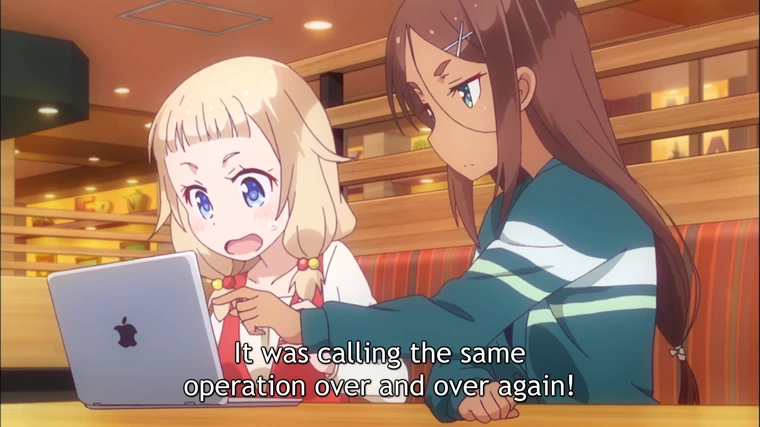 It was calling the same
operation over and over again!